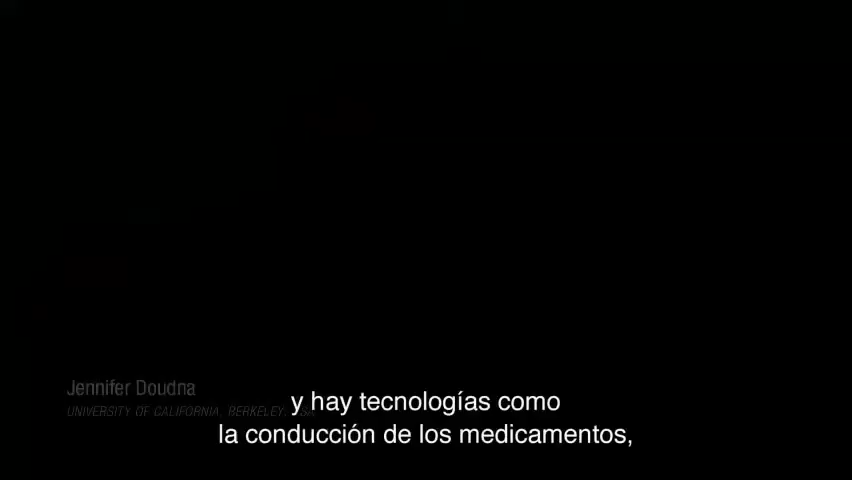 Jennifer Doudna
UNIVERSITY OF CALIFORNIA, BERKELEY,
y hay tecnologías como
la conducción de los medicamentos,